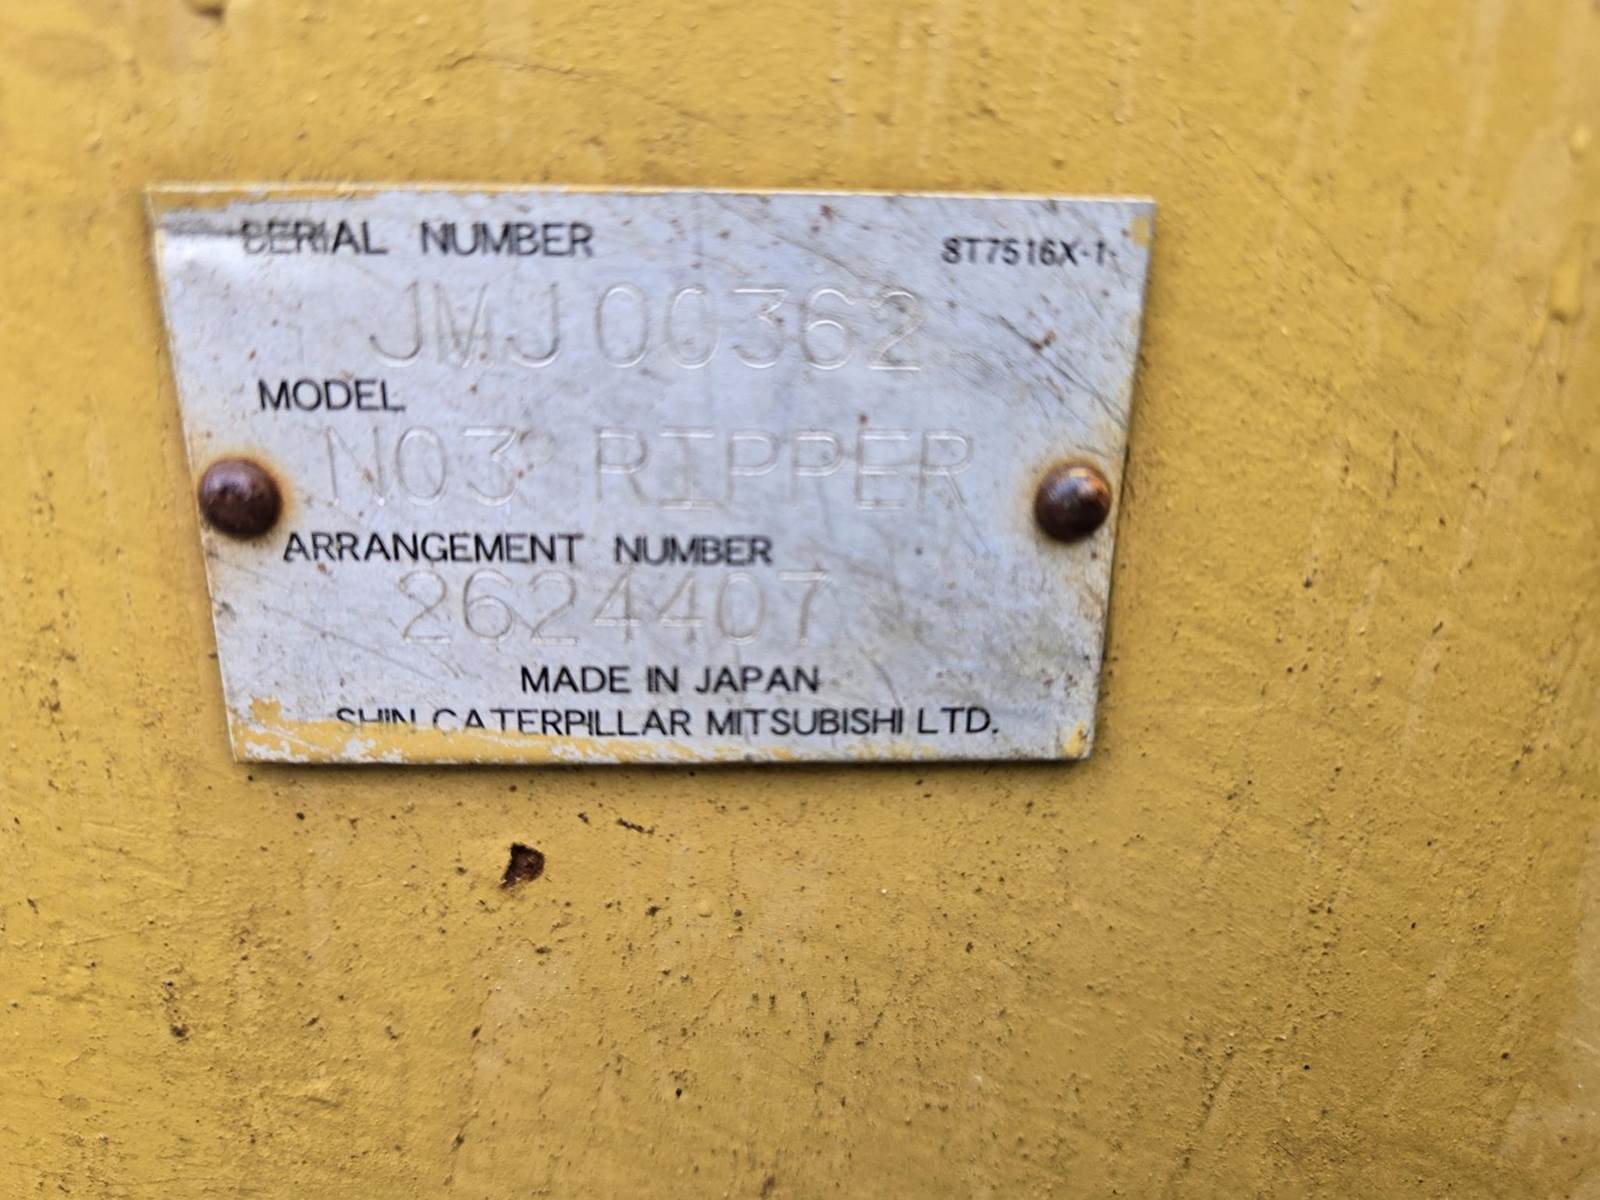 SERIAL NUMBER 8T7516X-1
JMJ00362
MODEL
NO3 RIPPER
ARRANGEMENT NUMBER
2624407
MADE IN JAPAN
SHIN CATERPILLAR MITSUBISHI LTD.